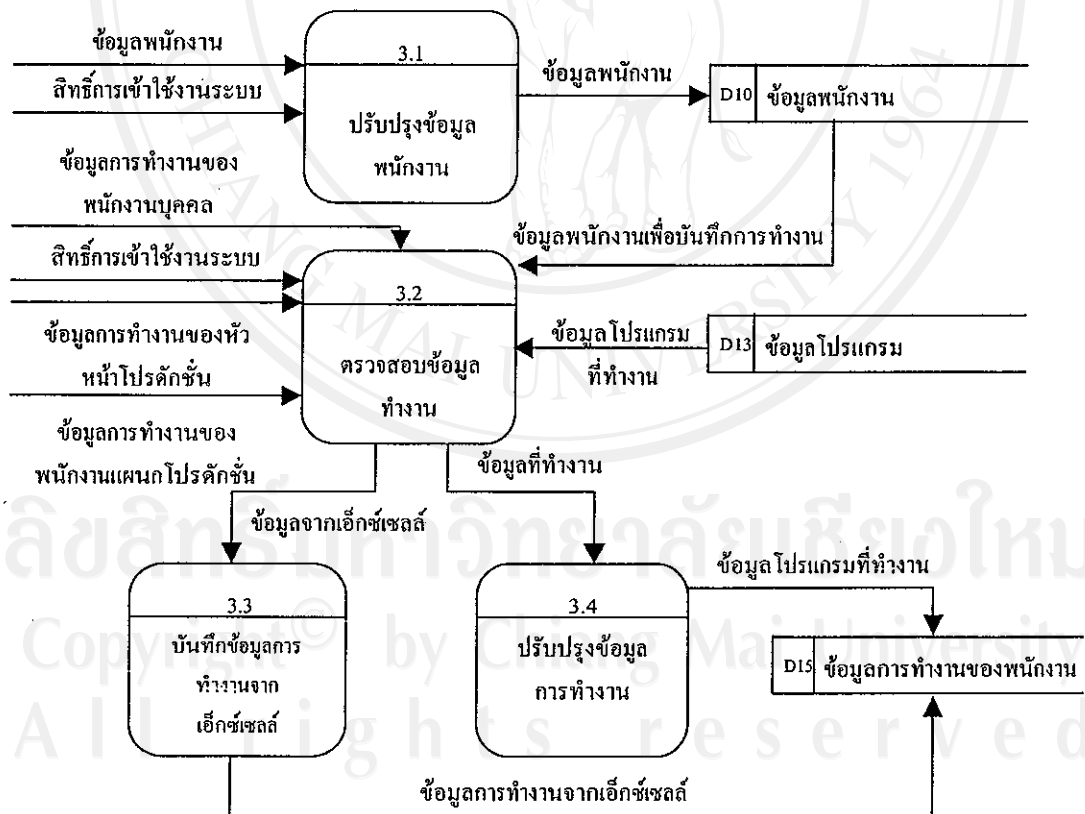 ข้อมูลพนักงาน
สิทธิ์การเข้าใช้งานระบบ
3.1
ปรับปรุงข้อมูล
พนักงาน
ข้อมูลพนักงาน
D10 ข้อมูลพนักงาน
ข้อมูลการทำงานของ
พนักงานบุคคล
สิทธิ์การเข้าใช้งานระบบ
ข้อมูลพนักงานเพื่อบันทึกการทำงาน
3.2
ตรวจสอบข้อมูล
ทำงาน
ข้อมูลการทำงานของหัว
หน้าโปรดักชั่น
ข้อมูลโปรแกรม
ที่ทำงาน
D13 ข้อมูลโปรแกรม
ข้อมูลการทำงานของ
พนักงานแผนกโปรดักชั่น
ข้อมูลที่ทำงาน
ข้อมูลจากเอ็กซ์เซลล์
3.3
บันทึกข้อมูลการ
ทำงานจาก
เอ็กซ์เซลล์
3.4
ปรับปรุงข้อมูล
การทำงาน
ข้อมูลโปรแกรมที่ทำงาน
D15 ข้อมูลการทำงานของพนักงาน
ข้อมูลการทำงานจากเอ็กซ์เซลล์
CHIANG MAI UNIVERSITY 1964
ลิขสิทธิ์มหาวิทยาลัยเชียงใหม่
Copyright© by Chiang Mai University
All rights reserved